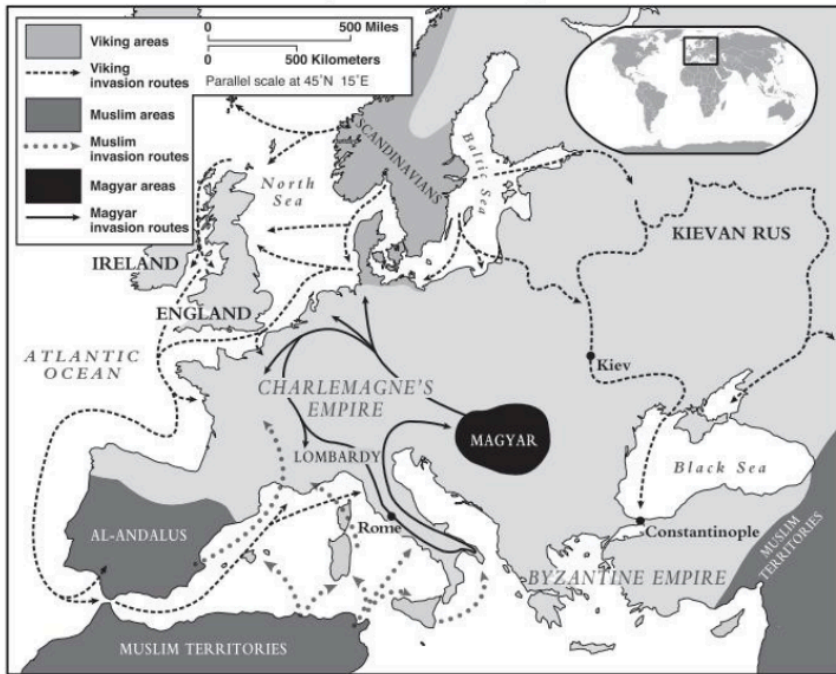 Viking areas
Viking
invasion routes
Muslim areas
Muslim
invasion routes
Magyar areas
Magyar
invasion routes
0 500 Miles
0 500 Kilometers
Parallel scale at 45°N 15°E
SCANDINAVIANS
Baltic
Sea
North
Sea
KIEVAN RUS
IRELAND
ENGLAND
ATLANTIC
OCEAN
Kiev
CHARLEMAGNE'S
EMPIRE
MAGYAR
LOMBARDY
Black Sea
AL-ANDALUS
Rome
Constantinople
MUSLIM
TERRITORIES
BYZANTINE EMPIRE
MUSLIM TERRITORIES